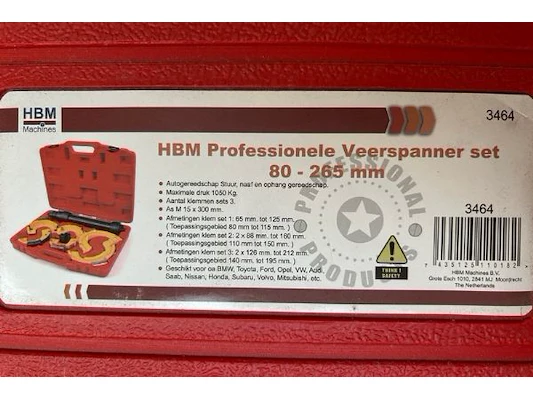 HBM
Machines
3464
HBM Professionele Veerspanner set
80 - 265 mm
• Autogereedschap Stuur, naaf en ophang gereedschap.
• Maximale druk 1050 Kg.
• Aantal klemmen sets 3.
• As M 15 x 300 mm.
• Afmetingen klem set 1: 65 mm. tot 125 mm.
( Toepassingsgebied 80 mm tot 115 mm. )
• Afmetingen klem set 2: 2 x 88 mm. tot 160 mm.
( Toepassingsgebied 110 mm tot 150 mm. )
• Afmetingen klem set 3: 2 x 126 mm. tot 212 mm.
( Toepassingsgebied 140 mm. tot 195 mm. )
• Geschikt voor oa BMW, Toyota, Ford, Opel, VW, Audi
Saab, Nissan, Honda, Subaru, Volvo, Mitsubishi, etc.
PROFESSIONAL
PRODUCTS
THINK !
SAFETY
3464
7 435125 110182
HBM Machines B.V.
Grote Esch 1010, 2841 MJ Moordrecht
The Netherlands